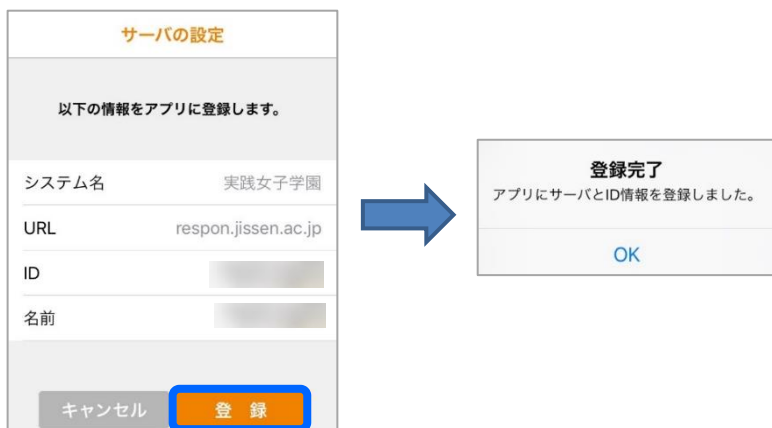 サーバの設定
以下の情報をアプリに登録します。
システム名 実践女子学園
URL respon.jissen.ac.jp
ID
名前
キャンセル 登 録
登録完了
アプリにサーバとID情報を登録しました。
OK